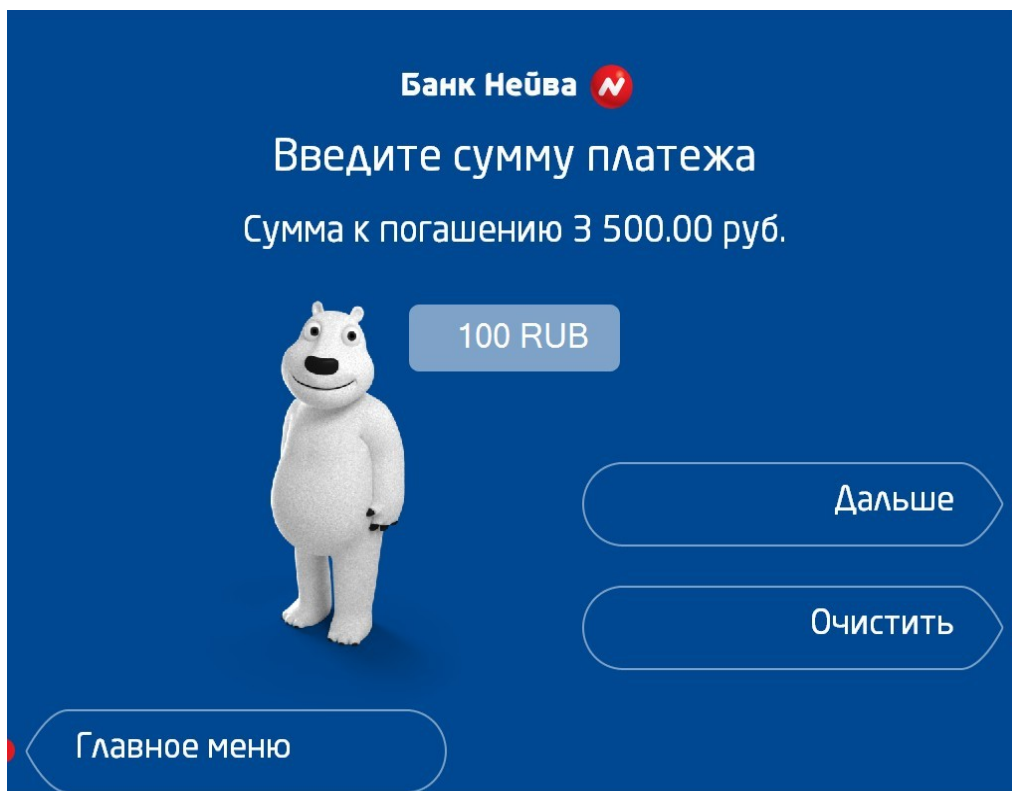 Банк Нейва
Введите сумму платежа
Сумма к погашению 3 500.00 руб.
100 RUB
Дальше
Очистить
Главное меню